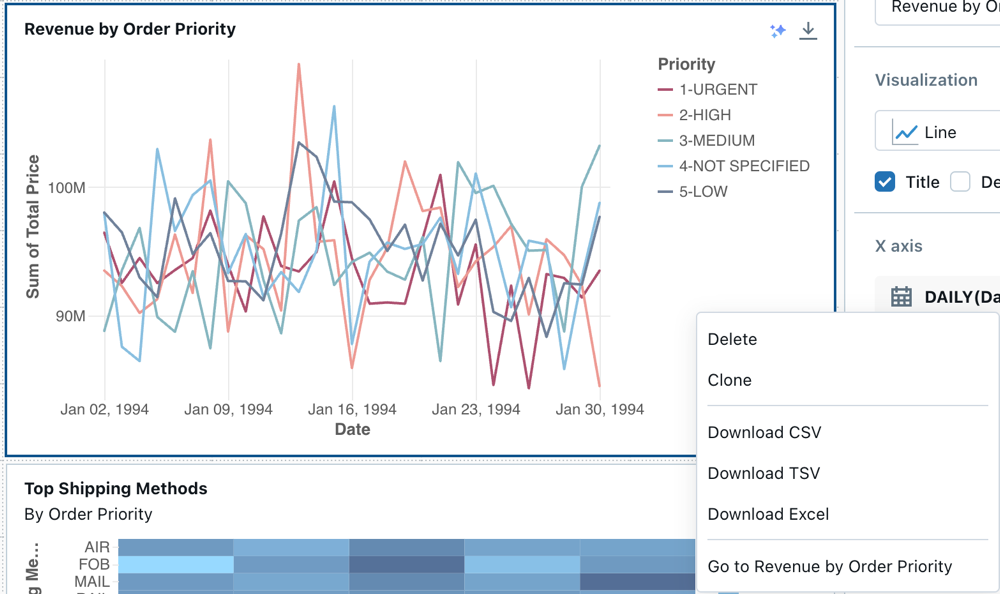 Revenue by Order Priority
Priority
1-URGENT
2-HIGH
3-MEDIUM
4-NOT SPECIFIED
5-LOW
Sum of Total Price
100M
90M
Jan 02, 1994
Jan 09, 1994
Jan 16, 1994
Jan 23, 1994
Jan 30, 1994
Date
Top Shipping Methods
By Order Priority
AIR
FOB
MAIL
Revenue by
Visualization
Line
Title
X axis
DAILY(Da
Delete
Clone
Download CSV
Download TSV
Download Excel
Go to Revenue by Order Priority